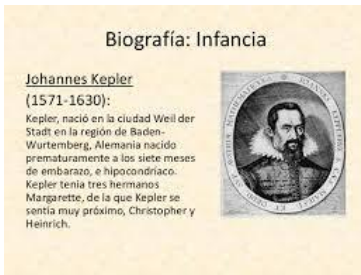 Biografía: Infancia
Johannes Kepler
(1571-1630):
Kepler, nació en la ciudad Weil der
Stadt en la región de Baden-
Wurtemberg, Alemania nacido
prematuramente a los siete meses
de embarazo, e hipocondríaco.
Kepler tenia tres hermanos
Margarette, de la que Kepler se
sentía muy próximo, Christopher y
Heinrich.